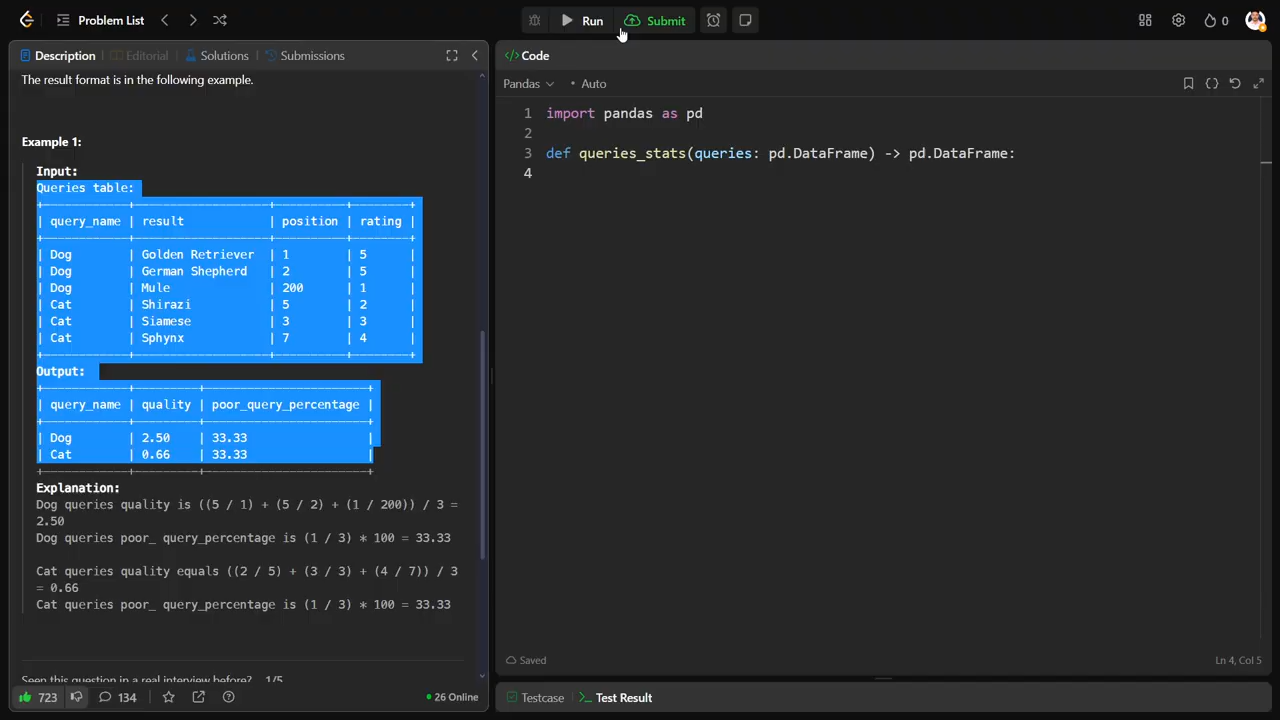 Problem List
Run
Submit
0
Description
Editorial
Solutions
Submissions
The result format is in the following example.
Example 1:
Input:
Queries table:
+------------+-------------------+----------+--------+
| query_name | result            | position | rating |
+------------+-------------------+----------+--------+
| Dog        | Golden Retriever  | 1        | 5      |
| Dog        | German Shepherd   | 2        | 5      |
| Dog        | Mule              | 200      | 1      |
| Cat        | Shirazi           | 5        | 2      |
| Cat        | Siamese           | 3        | 3      |
| Cat        | Sphynx            | 7        | 4      |
+------------+-------------------+----------+--------+
Output:
+------------+---------+-----------------------+
| query_name | quality | poor_query_percentage |
+------------+---------+-----------------------+
| Dog        | 2.50    | 33.33                 |
| Cat        | 0.66    | 33.33                 |
+------------+---------+-----------------------+
Explanation:
Dog queries quality is ((5 / 1) + (5 / 2) + (1 / 200)) / 3 =
2.50
Dog queries poor_ query_percentage is (1 / 3) * 100 = 33.33
Cat queries quality equals ((2 / 5) + (3 / 3) + (4 / 7)) / 3
= 0.66
Cat queries poor_ query_percentage is (1 / 3) * 100 = 33.33
Seen this question in a real interview before? 1/5
723
134
26 Online
</> Code
Pandas
• Auto
1 import pandas as pd
2
3 def queries_stats(queries: pd.DataFrame) -> pd.DataFrame:
4
Saved
Ln 4, Col 5
Testcase
Test Result